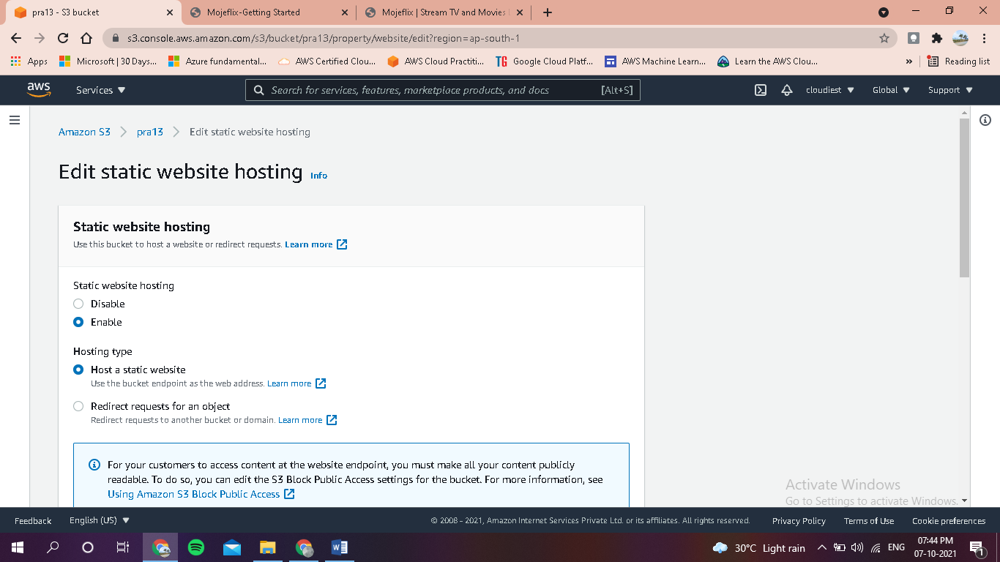 pra13 - S3 bucket
Mojeflix-Getting Started
Mojeflix | Stream TV and Movies
s3.console.aws.amazon.com/s3/bucket/pra13/property/website/edit?region=ap-south-1
Apps
Microsoft | 30 Days...
Azure fundamental...
AWS Certified Clou...
AWS Cloud Practiti...
TG Google Cloud Platf...
AWS Machine Learn...
Learn the AWS Clou...
»
Reading list
aws
Services
Search for services, features, marketplace products, and docs
[Alt+S]
cloudiest
Global
Support
Amazon S3
pra13
Edit static website hosting
Edit static website hosting Info
Static website hosting
Use this bucket to host a website or redirect requests. Learn more
Static website hosting
Disable
Enable
Hosting type
Host a static website
Use the bucket endpoint as the web address. Learn more
Redirect requests for an object
Redirect requests to another bucket or domain. Learn more
For your customers to access content at the website endpoint, you must make all your content publicly
readable. To do so, you can edit the S3 Block Public Access settings for the bucket. For more information, see
Using Amazon S3 Block Public Access
Activate Windows
Go to Settings to activate Windows.
Feedback
English (US)
© 2008 - 2021, Amazon Internet Services Private Ltd. or its affiliates. All rights reserved.
Privacy Policy
Terms of Use
Cookie preferences
30°C Light rain
ENG
07:44 PM
07-10-2021
1